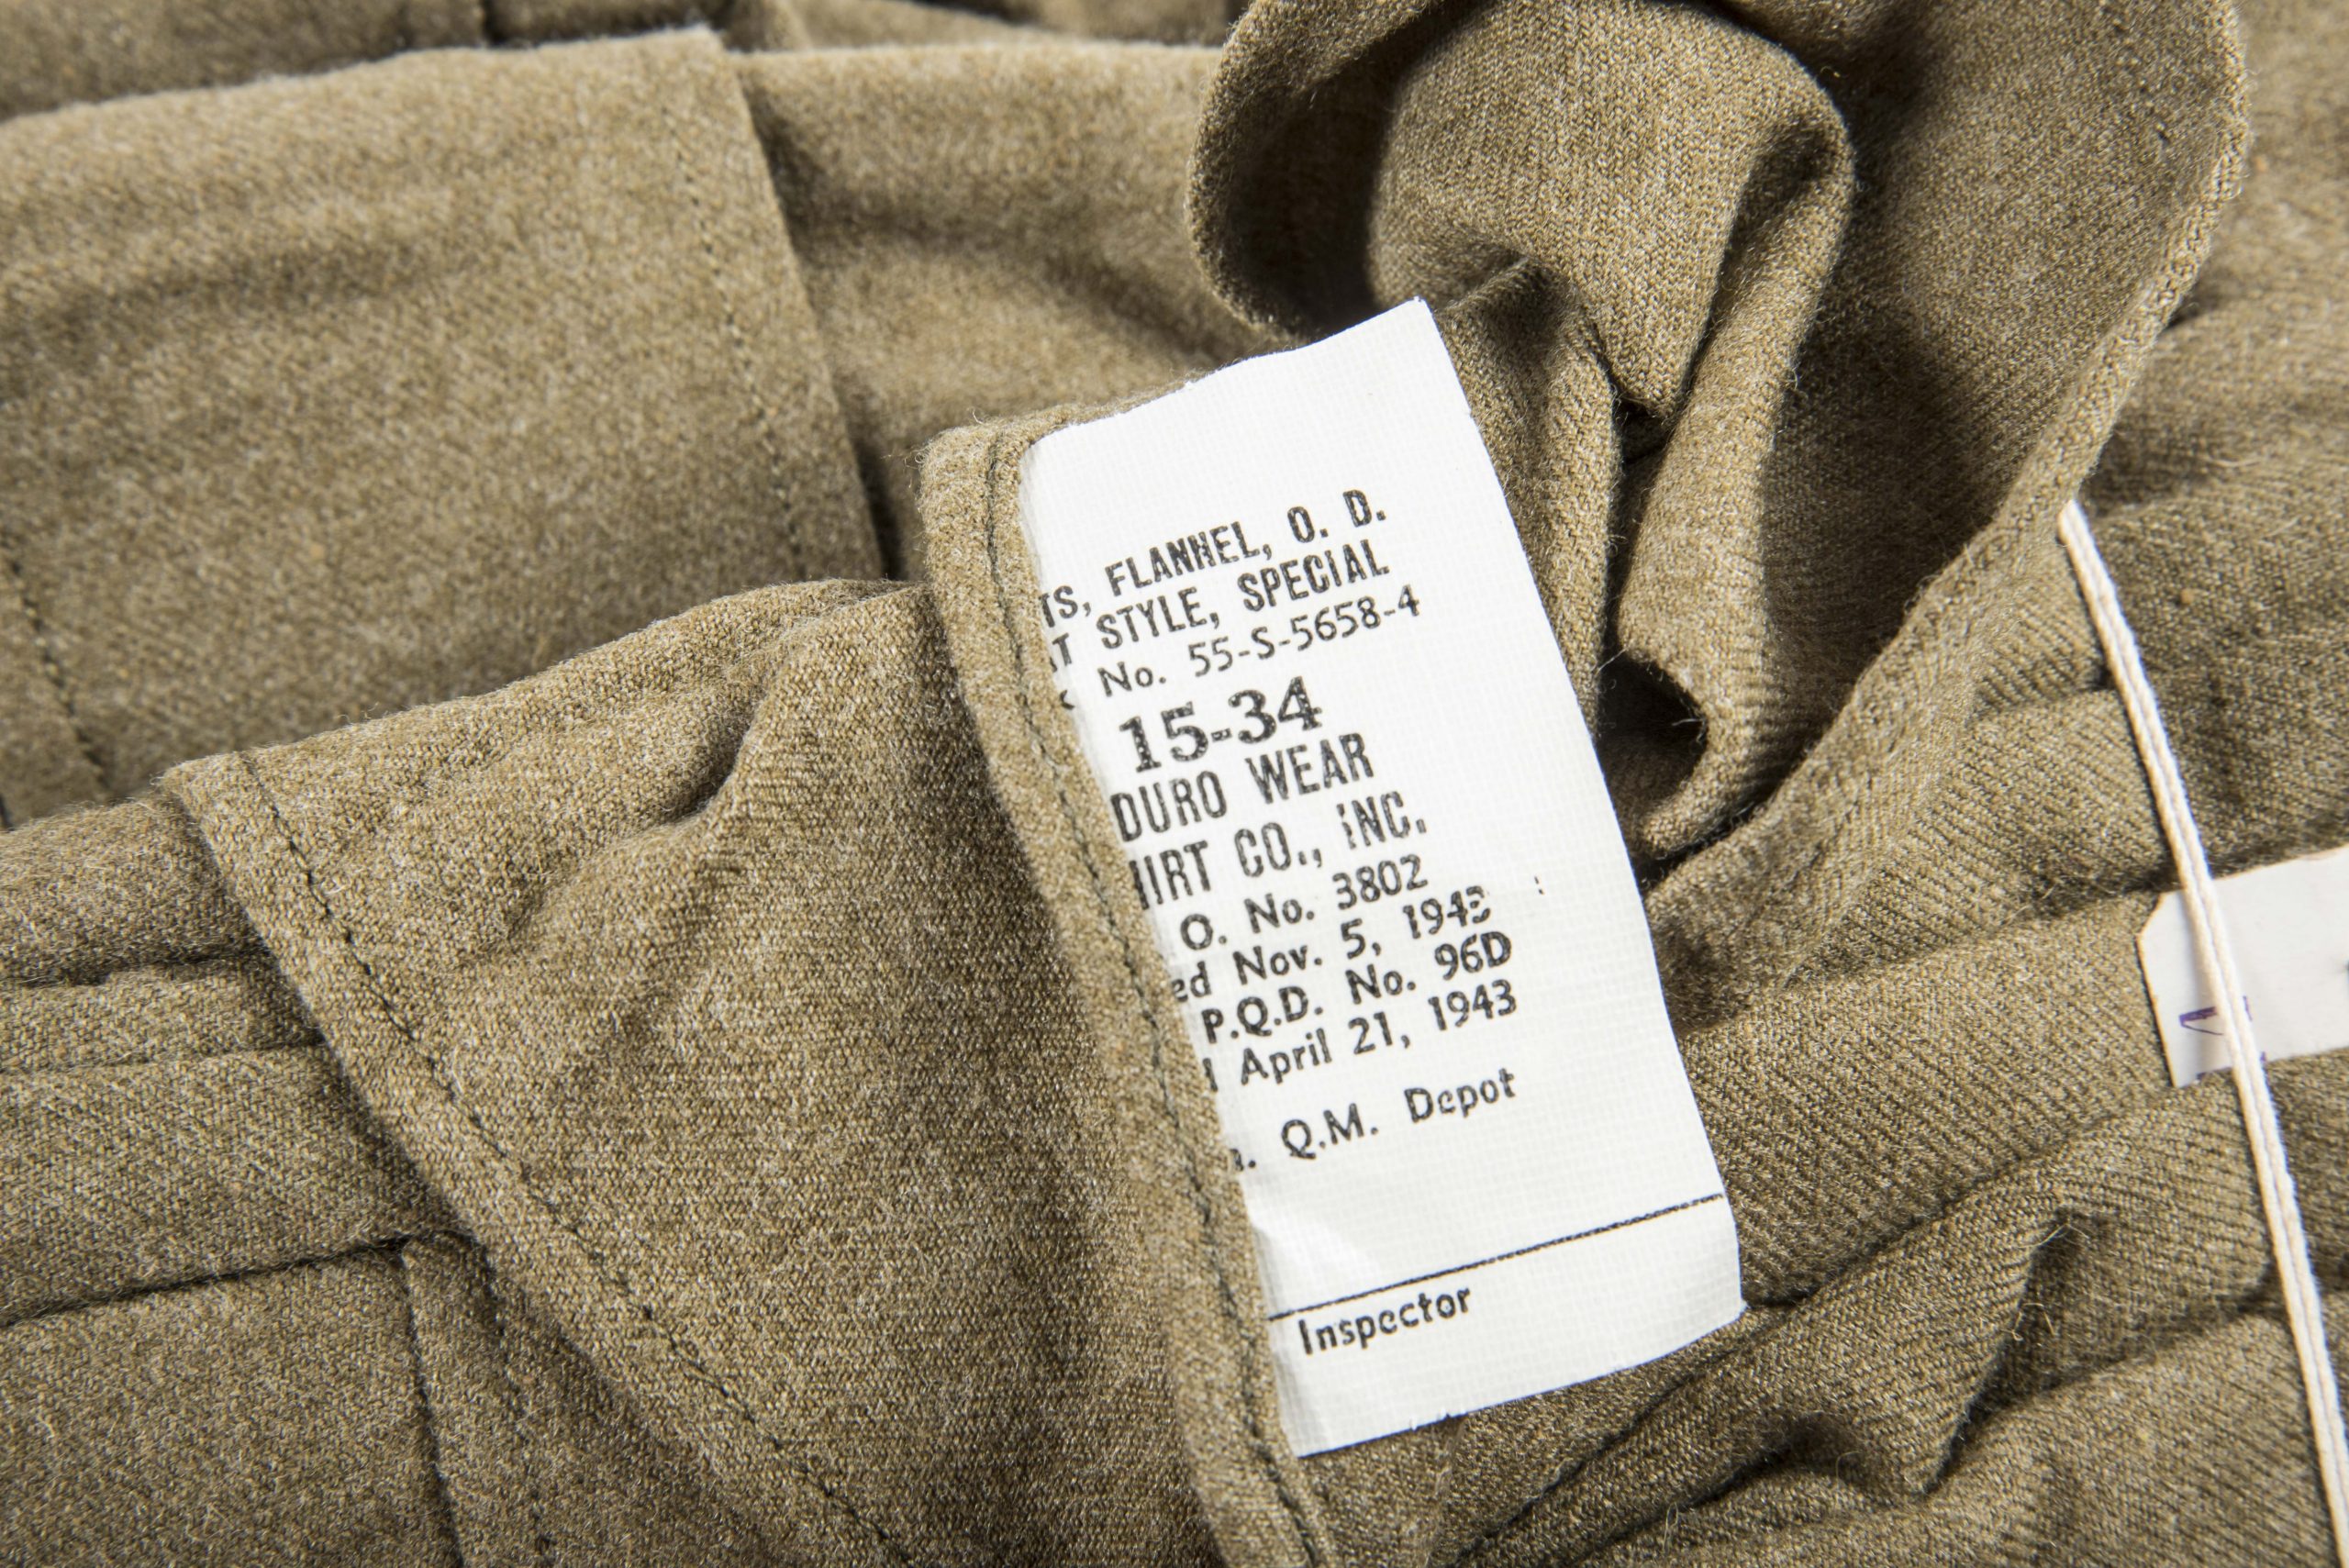 TS, FLANNEL, O. D.
AT STYLE, SPECIAL
No. 55-S-5658-4
15-34
DURO WEAR
HIRT CO., INC.
O. No. 3802
ed Nov. 5,
P.Q.D. No. 96D
April 21, 1943
Q.M. Depot
Inspector